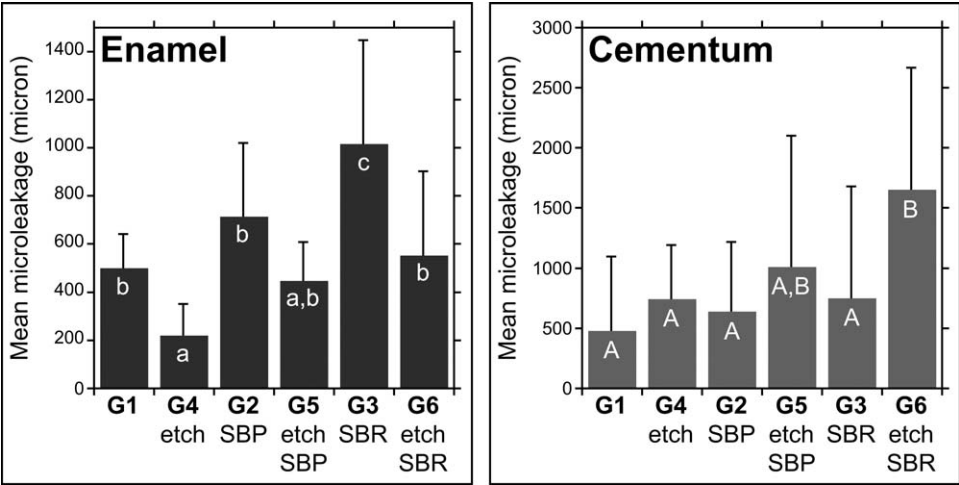 Enamel
Mean microleakage (micron)
1400
1200
1000
800
600
400
200
0
b
a
b
a,b
c
b
G1 G4 G2 G5 G3 G6
etch SBP etch SBR etch
SBP SBR
Cementum
Mean microleakage (micron)
3000
2500
2000
1500
1000
500
0
A
A
A
A,B
A
B
G1 G4 G2 G5 G3 G6
etch SBP etch SBR etch
SBP SBR